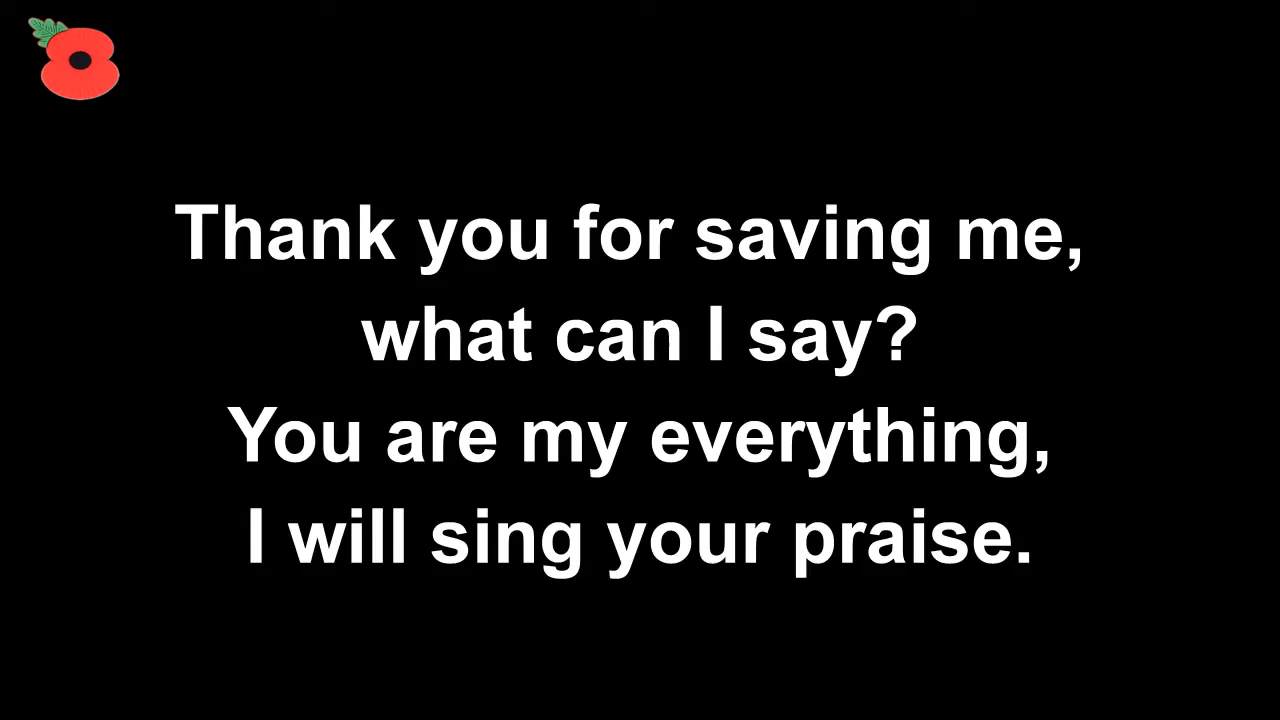 Thank you for saving me,
what can I say?
You are my everything,
I will sing your praise.